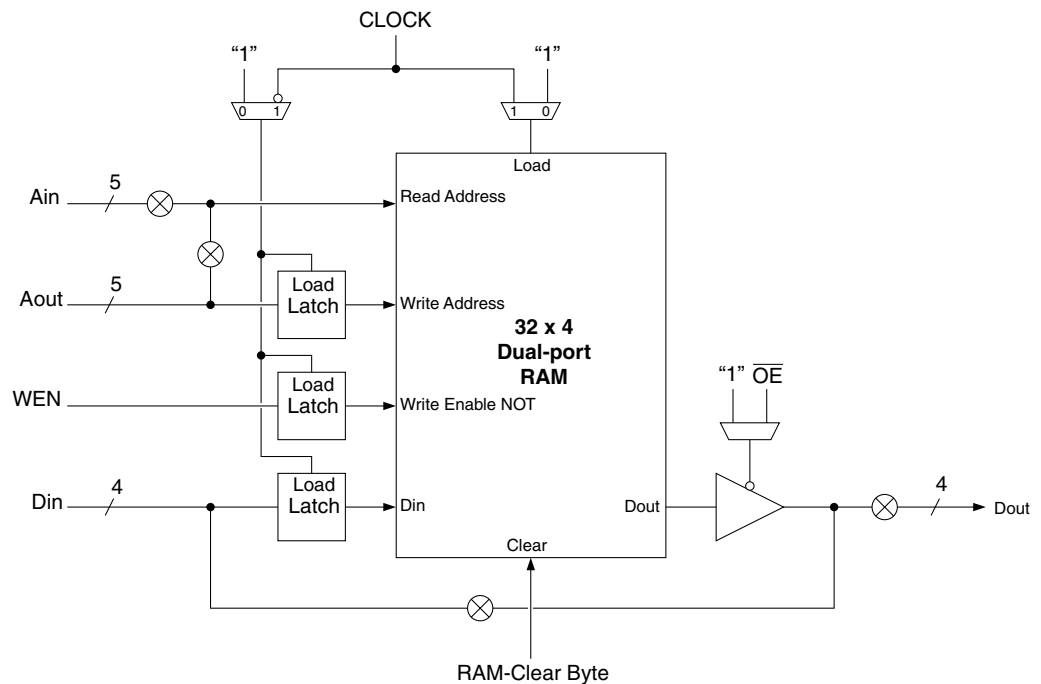 CLOCK
“1”
“1”
0 1
1 0
Load
Ain
5
Read Address
Aout
5
Load
Latch
Write Address
32 x 4
Dual-port
RAM
WEN
Load
Latch
Write Enable NOT
“1” OE
Din
4
Load
Latch
Din
Dout
4
Dout
Clear
RAM-Clear Byte